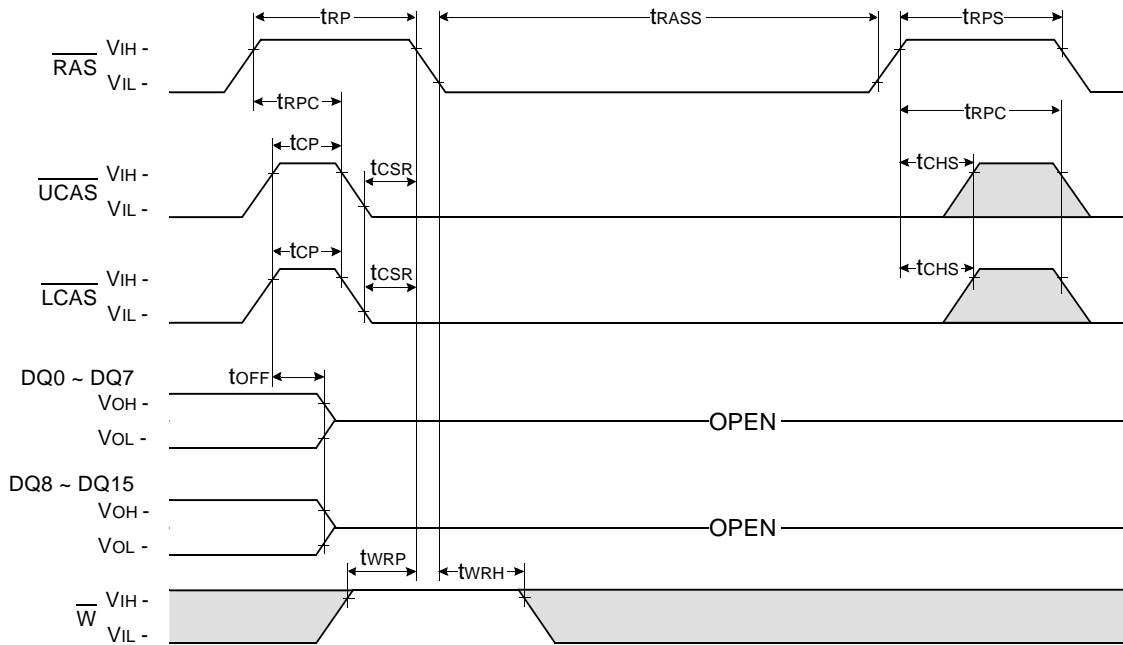 tRP tRASS tRPS
RAS VIH -
VIL -
tRPC tRPC
tCP tCSR tCHS
UCAS VIH -
VIL -
tCP tCSR tCHS
LCAS VIH -
VIL -
DQ0 ~ DQ7 tOFF
VOH -
VOL -
OPEN
DQ8 ~ DQ15
VOH -
VOL -
OPEN
tWRP tWRH
W VIH -
VIL -